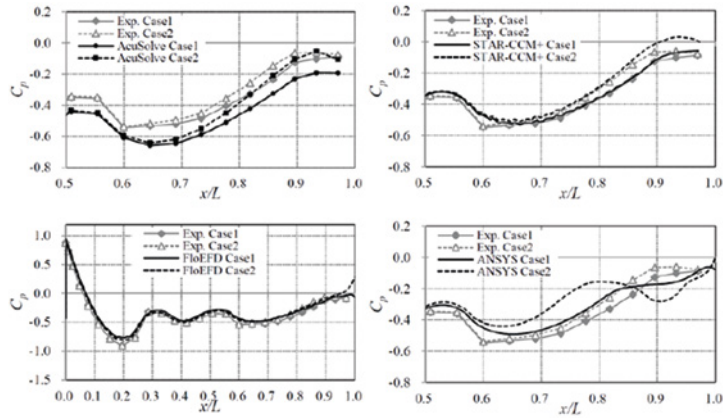 Exp. Case1
Exp. Case2
AcuSolve Case1
AcuSolve Case2
0.0
-0.2
-0.4
-0.6
-0.8
Cp
0.5 0.6 0.7 0.8 0.9 1.0
x/L
Exp. Case1
Exp. Case2
STAR-CCM+ Case1
STAR-CCM+ Case2
0.0
-0.2
-0.4
-0.6
-0.8
Cp
0.5 0.6 0.7 0.8 0.9 1.0
x/L
Exp. Case1
Exp. Case2
FloEFD Case1
FloEFD Case2
1.0
0.5
0.0
-0.5
-1.0
-1.5
Cp
0.0 0.1 0.2 0.3 0.4 0.5 0.6 0.7 0.8 0.9 1.0
x/L
Exp. Case1
Exp. Case2
ANSYS Case1
ANSYS Case2
0.0
-0.2
-0.4
-0.6
-0.8
Cp
0.5 0.6 0.7 0.8 0.9 1.0
x/L